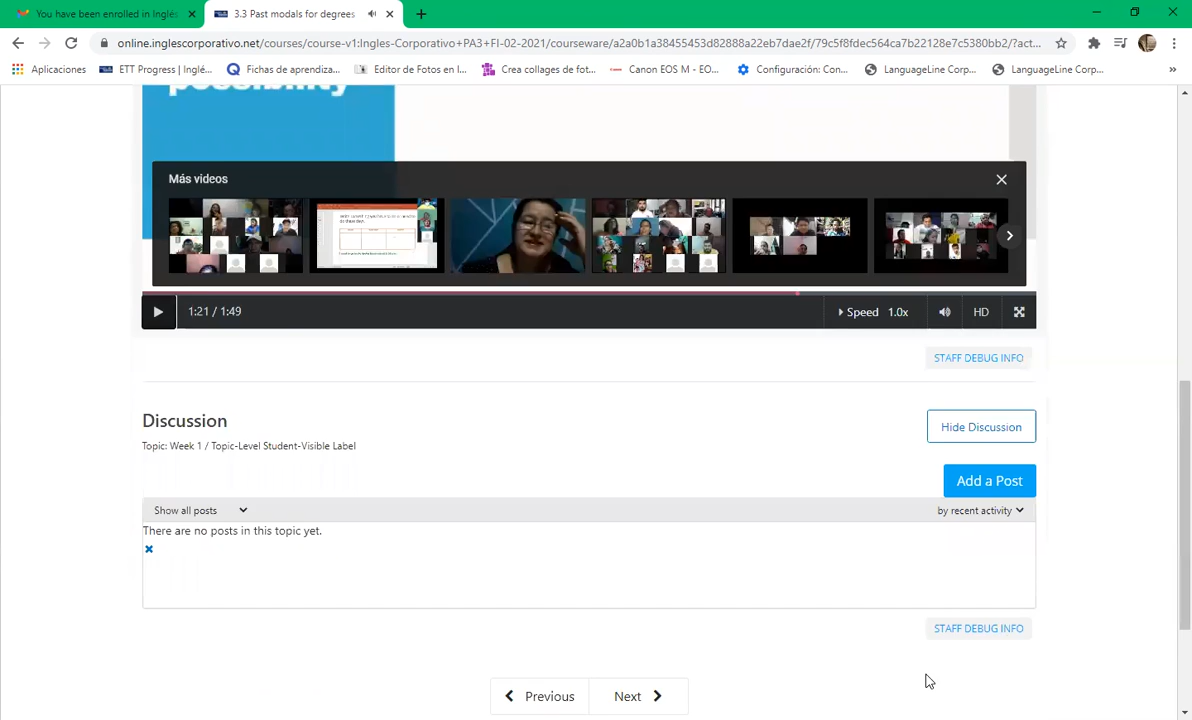 You have been enrolled in Inglés
3.3 Past modals for degrees
online.inglescorporativo.net/courses/course-v1:Ingles-Corporativo+PA3+FI-02-2021/courseware/a2a0b1a38455453d82888a22eb7dae2f/79c5f8fdec564ca7b22128e7c5380bb2/?act...
Aplicaciones
ETT Progress | Inglé...
Fichas de aprendiza...
Editor de Fotos en l...
Crea collages de fot...
Canon EOS M - EO...
Configuración: Con...
LanguageLine Corp...
LanguageLine Corp...
possibility
Más videos
1:21 / 1:49
Speed 1.0x
HD
STAFF DEBUG INFO
Discussion
Hide Discussion
Topic: Week 1 / Topic-Level Student-Visible Label
Add a Post
Show all posts
by recent activity
There are no posts in this topic yet.
STAFF DEBUG INFO
Previous
Next